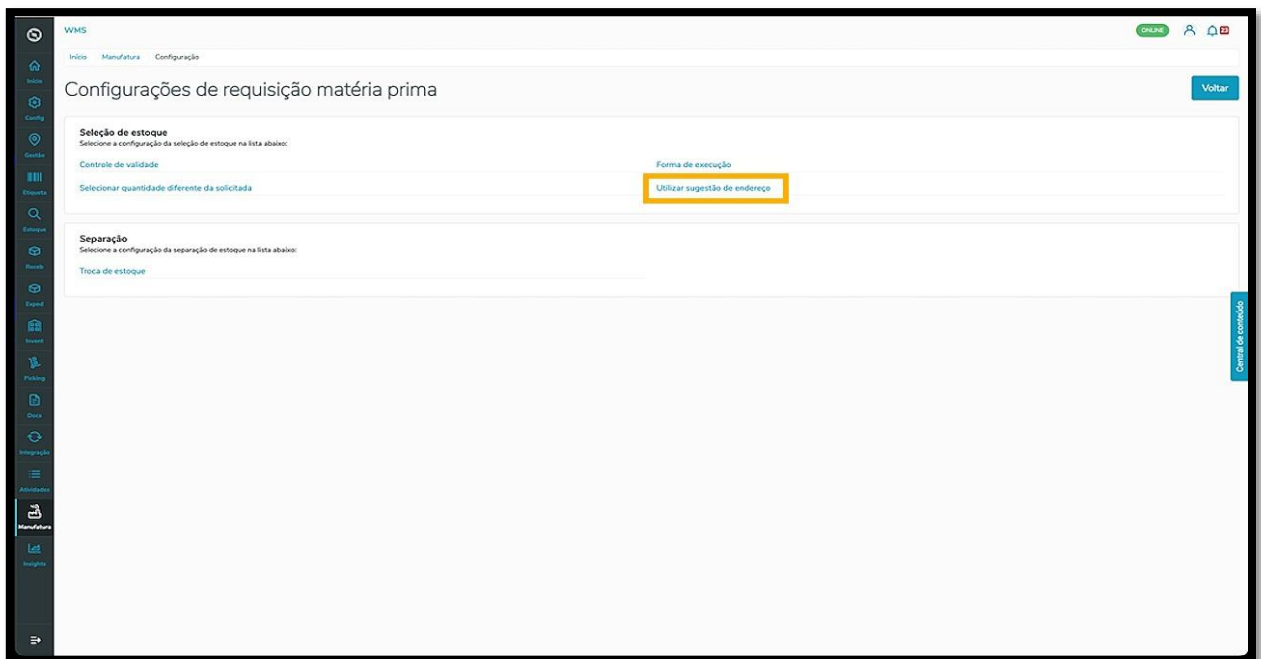 WMS
ONLINE
23
Início Manufatura Configuração
Configurações de requisição matéria prima
Voltar
Seleção de estoque
Selecione a configuração da seleção de estoque na lista abaixo:
Controle de validade
Forma de execução
Selecionar quantidade diferente da solicitada
Utilizar sugestão de endereço
Separação
Selecione a configuração da separação de estoque na lista abaixo:
Troca de estoque
Início
Config
Gestão
Etiqueta
Estoque
Receb
Exped
Invent
Picking
Docs
Integração
Atividades
Manufatura
Insights
Central de conteúdo